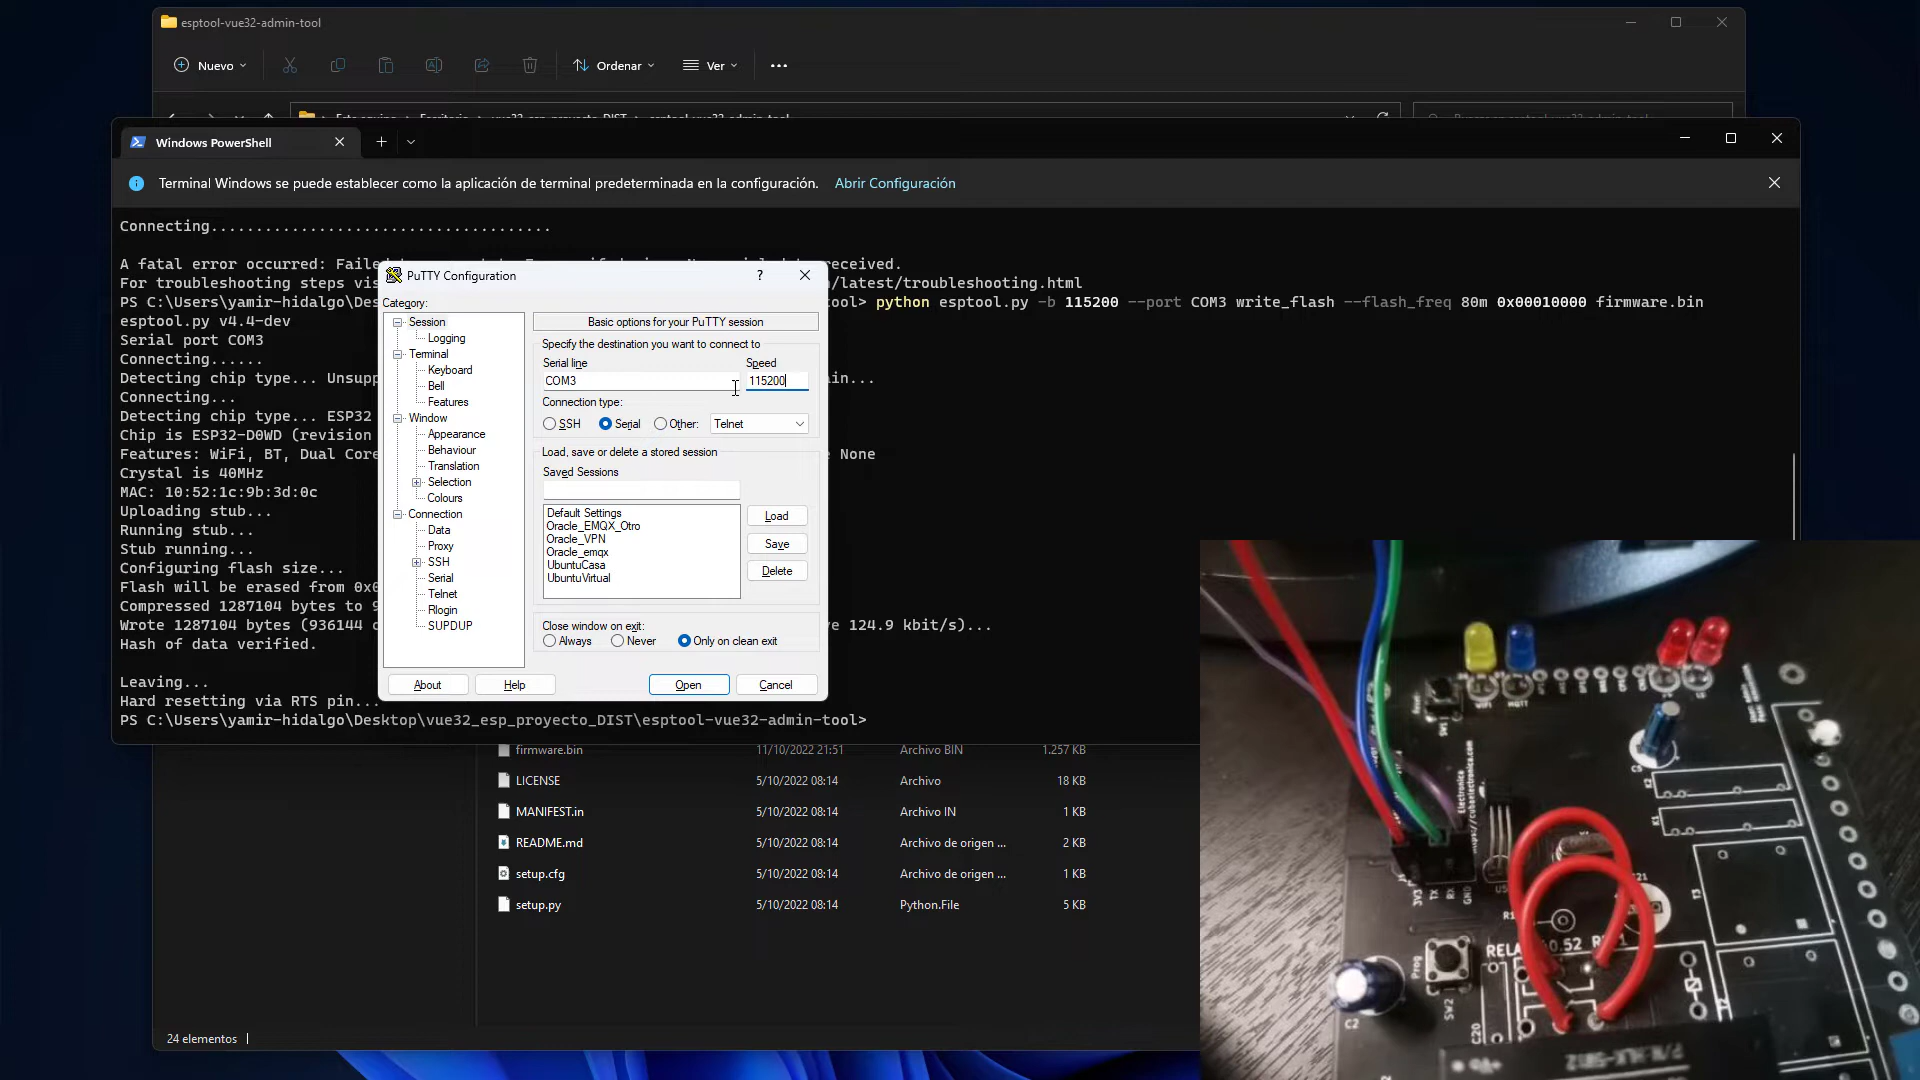 esptool-vue32-admin-tool
Nuevo
Ordenar
Ver
Windows PowerShell
Terminal Windows se puede establecer como la aplicación de terminal predeterminada en la configuración. Abrir Configuración
Connecting......................................
A fatal error occurred: Faile
received.
For troubleshooting steps vis
/latest/troubleshooting.html
PS C:\Users\yamir-hidalgo\Des
tool> python esptool.py -b 115200 --port COM3 write_flash --flash_freq 80m 0x00010000 firmware.bin
esptool.py v4.4-dev
Serial port COM3
Connecting......
Detecting chip type... Unsupp
in...
Connecting...
Detecting chip type... ESP32
Chip is ESP32-D0WD (revision
Features: WiFi, BT, Dual Core
None
Crystal is 40MHz
MAC: 10:52:1c:9b:3d:0c
Uploading stub...
Running stub...
Stub running...
Configuring flash size...
Flash will be erased from 0x0
Compressed 1287104 bytes to 9
Wrote 1287104 bytes (936144 c
e 124.9 kbit/s)...
Hash of data verified.
Leaving...
Hard resetting via RTS pin...
PS C:\Users\yamir-hidalgo\Desktop\vue32_esp_proyecto_DIST\esptool-vue32-admin-tool>
PuTTY Configuration
?
Category:
Session
Logging
Terminal
Keyboard
Bell
Features
Window
Appearance
Behaviour
Translation
Selection
Colours
Connection
Data
Proxy
SSH
Serial
Telnet
Rlogin
SUPDUP
Basic options for your PuTTY session
Specify the destination you want to connect to
Serial line Speed
COM3 115200
Connection type:
SSH Serial Other: Telnet
Load, save or delete a stored session
Saved Sessions
Default Settings
Oracle_EMQX_Otro
Oracle_VPN
Oracle_emqx
UbuntuCasa
UbuntuVirtual
Load
Save
Delete
Close window on exit:
Always Never Only on clean exit
About Help Open Cancel
firmware.bin 11/10/2022 21:51 Archivo BIN 1.257 KB
LICENSE 5/10/2022 08:14 Archivo 18 KB
MANIFEST.in 5/10/2022 08:14 Archivo IN 1 KB
README.md 5/10/2022 08:14 Archivo de origen ... 2 KB
setup.cfg 5/10/2022 08:14 Archivo de origen ... 1 KB
setup.py 5/10/2022 08:14 Python.File 5 KB
24 elementos
SW1
C5
Electronica
3V3
TX
RX
GND
Prog
SW2
C2
C20